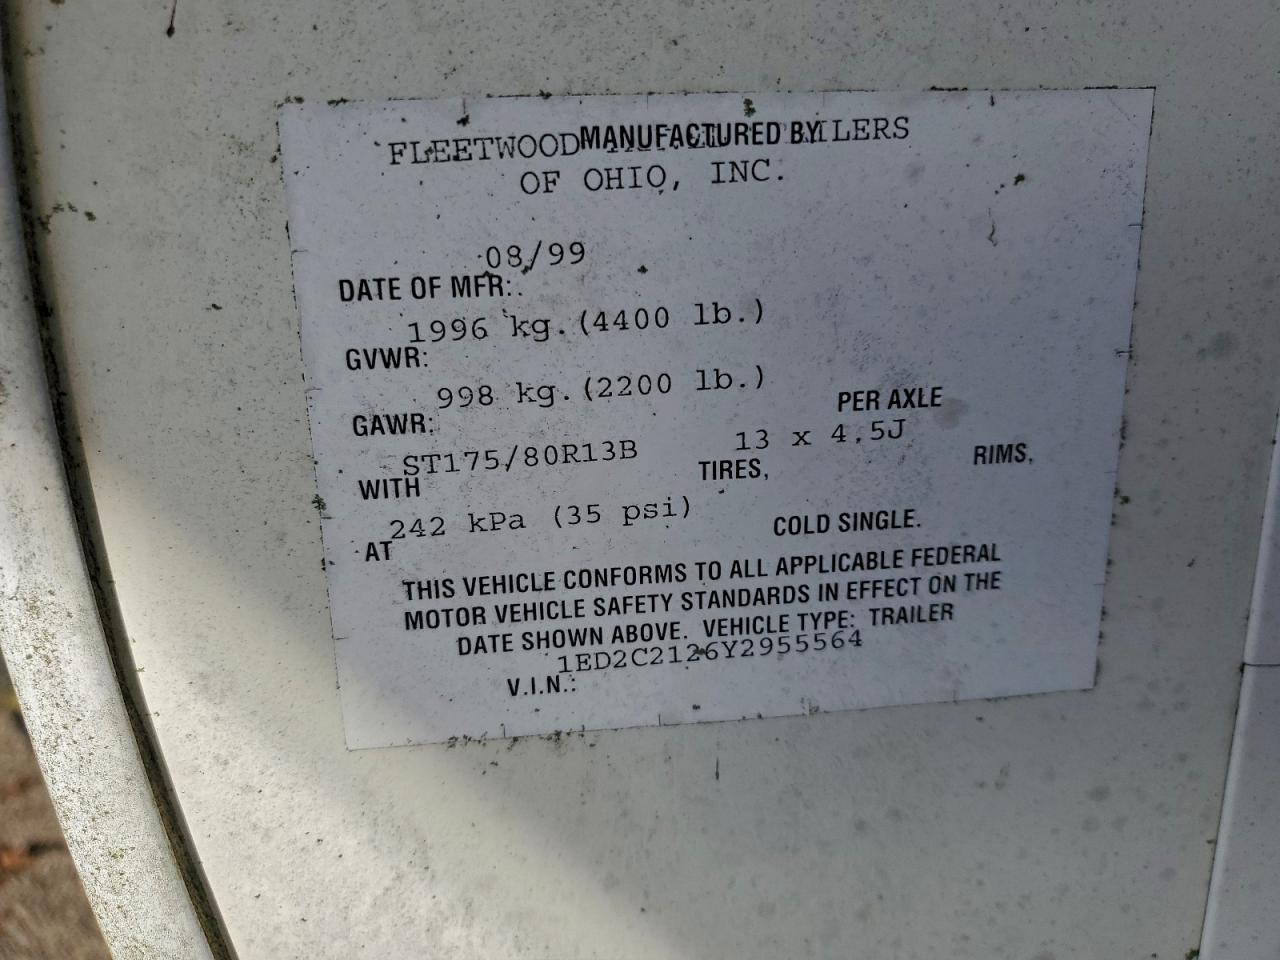 MANUFACTURED BY
FLEETWOOD TRAILERS
OF OHIO, INC.
08/99
DATE OF MFR:
1996 kg. (4400 lb.)
GVWR:
998 kg. (2200 lb.)
GAWR: PER AXLE
ST175/80R13B 13 x 4.5J
WITH TIRES, RIMS,
242 kPa (35 psi)
AT COLD SINGLE.
THIS VEHICLE CONFORMS TO ALL APPLICABLE FEDERAL
MOTOR VEHICLE SAFETY STANDARDS IN EFFECT ON THE
DATE SHOWN ABOVE. VEHICLE TYPE: TRAILER
1ED2C2126Y2955564
V.I.N.: